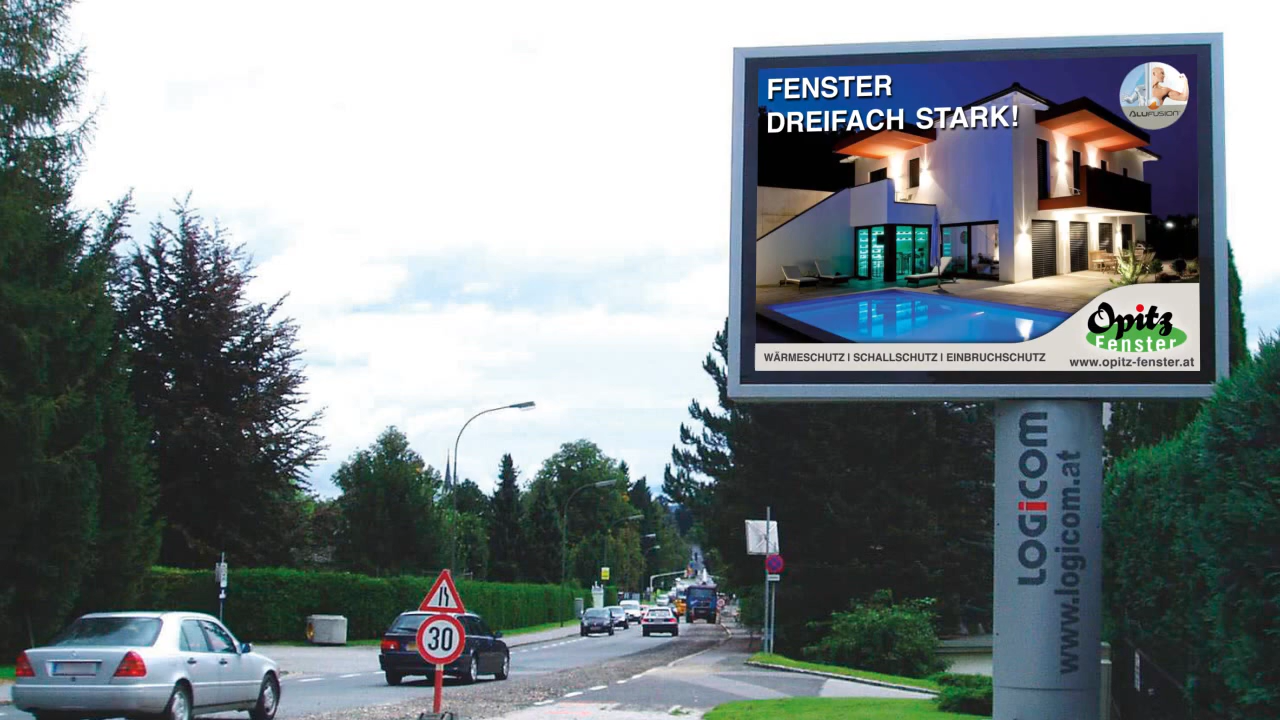 FENSTER
DREIFACH STARK!
ALUFUSION
Opitz
Fenster
WÄRMESCHUTZ | SCHALLSCHUTZ | EINBRUCHSCHUTZ
www.opitz-fenster.at
LOGICOM
www.logicom.at
30